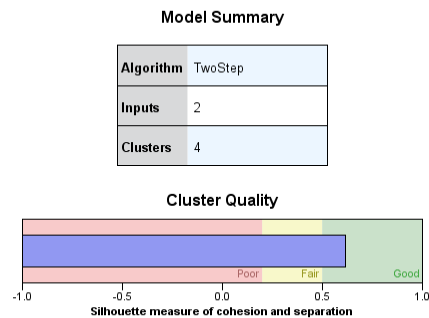 Model Summary
Algorithm TwoStep
Inputs 2
Clusters 4
Cluster Quality
Poor Fair Good
-1.0 -0.5 0.0 0.5 1.0
Silhouette measure of cohesion and separation